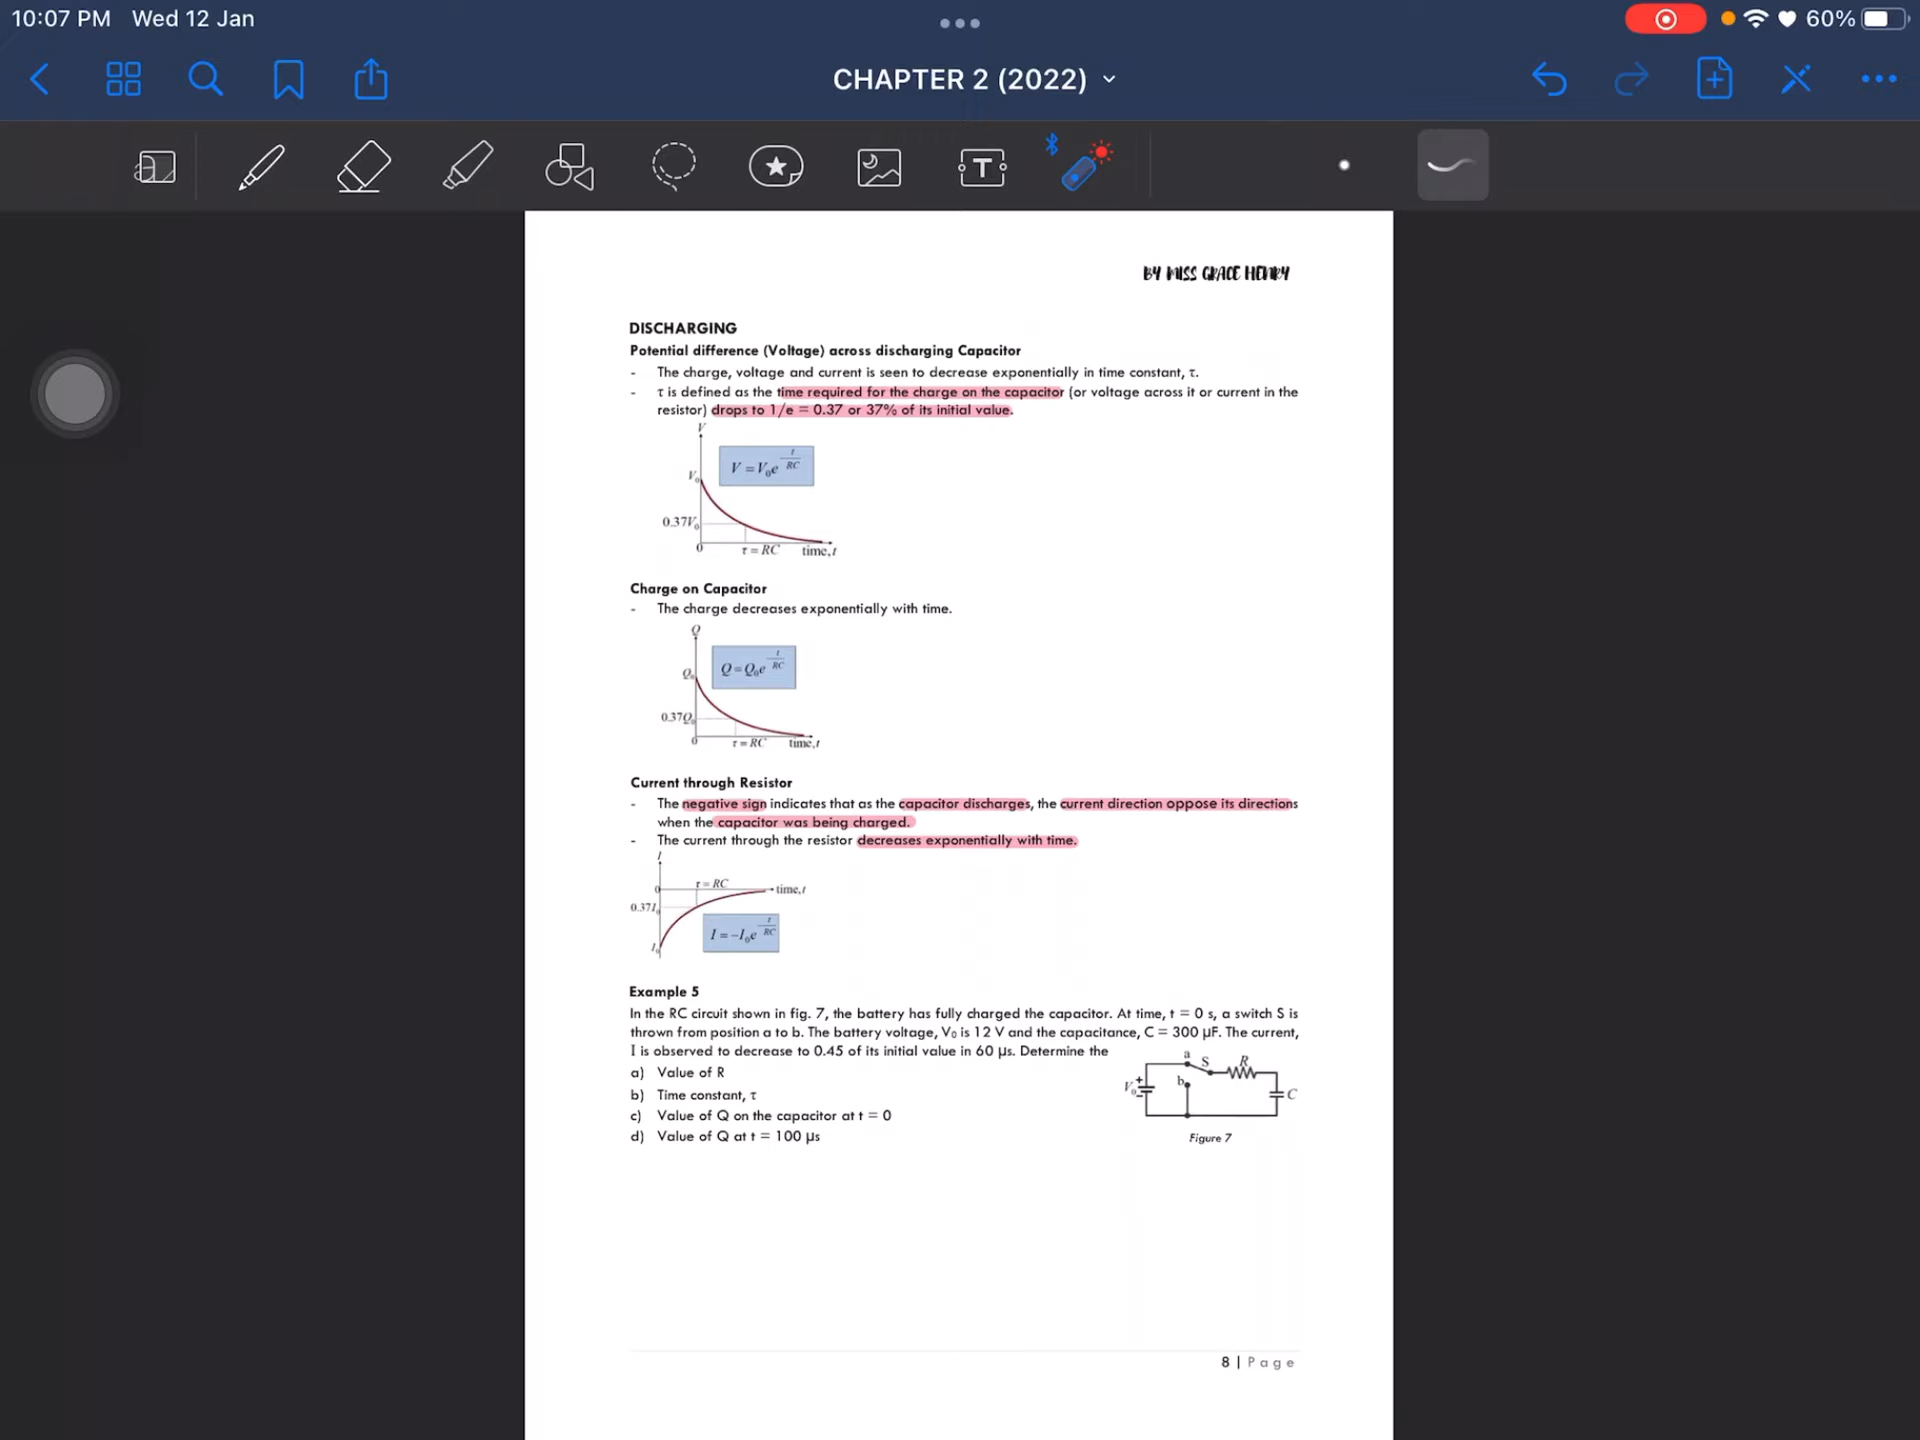 10:07 PM Wed 12 Jan
60%
CHAPTER 2 (2022)
T
BY MISS GRACE HENRY
DISCHARGING
Potential difference (Voltage) across discharging Capacitor
- The charge, voltage and current is seen to decrease exponentially in time constant, τ.
- τ is defined as the time required for the charge on the capacitor (or voltage across it or current in the
resistor) drops to 1/e = 0.37 or 37% of its initial value.
V
V = V₀e^(-t/RC)
V₀
0.37V₀
0 τ = RC time, t
Charge on Capacitor
- The charge decreases exponentially with time.
Q
Q = Q₀e^(-t/RC)
Q₀
0.37Q₀
0 τ = RC time, t
Current through Resistor
- The negative sign indicates that as the capacitor discharges, the current direction oppose its directions
when the capacitor was being charged.
- The current through the resistor decreases exponentially with time.
I
τ = RC
0 time, t
0.37I₀
I = –I₀e^(-t/RC)
I₀
Example 5
In the RC circuit shown in fig. 7, the battery has fully charged the capacitor. At time, t = 0 s, a switch S is
thrown from position a to b. The battery voltage, V₀ is 12 V and the capacitance, C = 300 μF. The current,
I is observed to decrease to 0.45 of its initial value in 60 μs. Determine the
a) Value of R
b) Time constant, τ
c) Value of Q on the capacitor at t = 0
d) Value of Q at t = 100 μs
a S R
V₀ + - b C
Figure 7
8 | Page